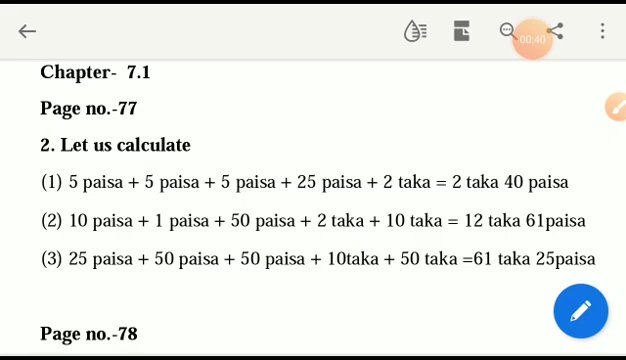 00:40
Chapter- 7.1
Page no.-77
2. Let us calculate
(1) 5 paisa + 5 paisa + 5 paisa + 25 paisa + 2 taka = 2 taka 40 paisa
(2) 10 paisa + 1 paisa + 50 paisa + 2 taka + 10 taka = 12 taka 61paisa
(3) 25 paisa + 50 paisa + 50 paisa + 10taka + 50 taka =61 taka 25paisa
Page no.-78